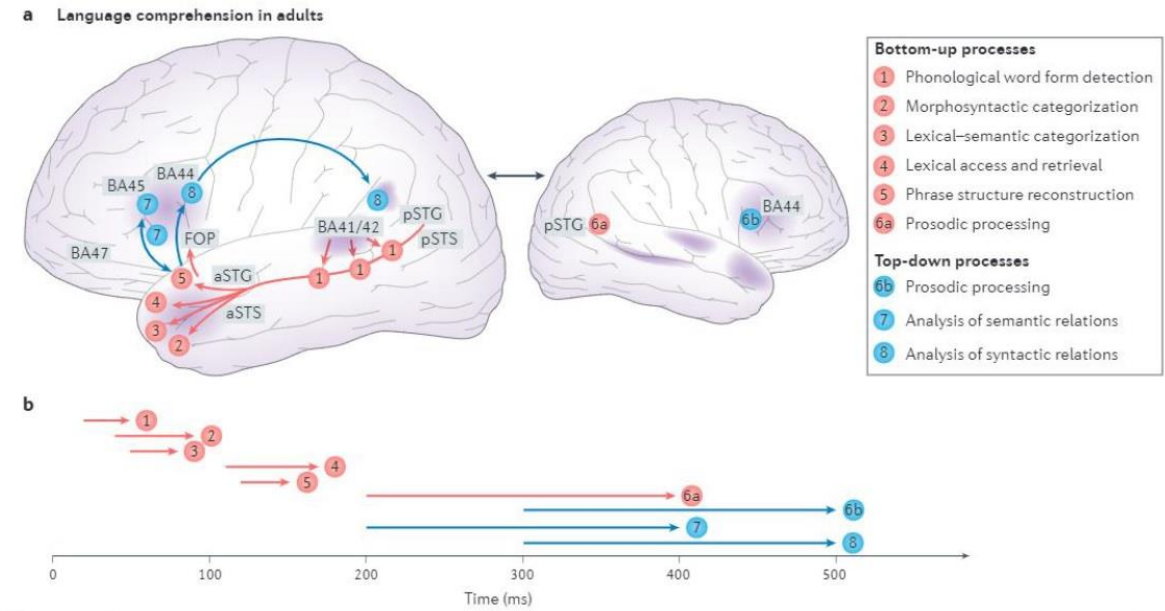 a Language comprehension in adults
BA45
BA44
7
8
7
BA47
FOP
5
aSTG
4
aSTS
3
2
8
BA41/42
pSTG
pSTS
1
1
1
pSTG
6a
6b
BA44
Bottom-up processes
1 Phonological word form detection
2 Morphosyntactic categorization
3 Lexical–semantic categorization
4 Lexical access and retrieval
5 Phrase structure reconstruction
6a Prosodic processing
Top-down processes
6b Prosodic processing
7 Analysis of semantic relations
8 Analysis of syntactic relations
b
1
2
3
4
5
6a
6b
7
8
0 100 200 300 400 500
Time (ms)